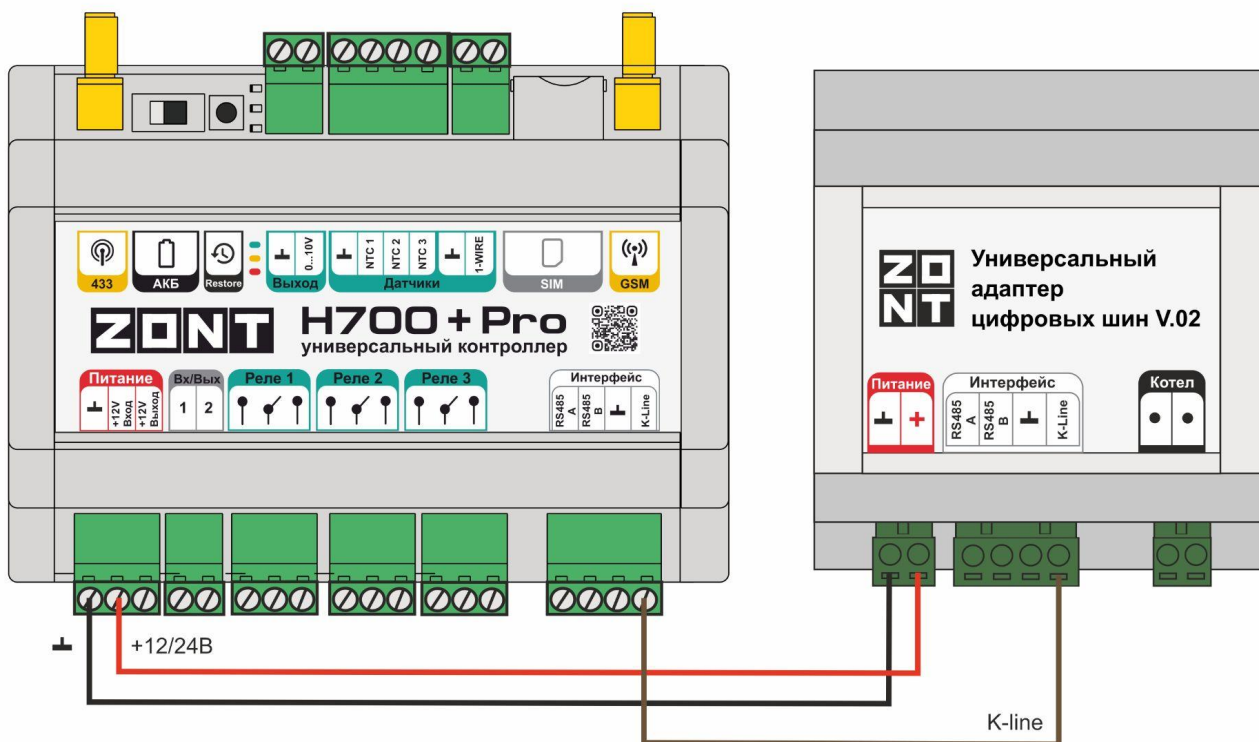 433
АКБ
Restore
0...10V
Выход
NTC 1
NTC 2
NTC 3
1-WIRE
Датчики
SIM
GSM
ZONT H700+Pro
универсальный контроллер
Питание
+12V Вход
+12V Выход
Вх/Вых
1 2
Реле 1
Реле 2
Реле 3
Интерфейс
RS485 A
RS485 B
K-Line
ZONT
Универсальный
адаптер
цифровых шин V.02
Питание
+
Интерфейс
RS485 A
RS485 B
K-Line
Котел
+12/24В
K-line